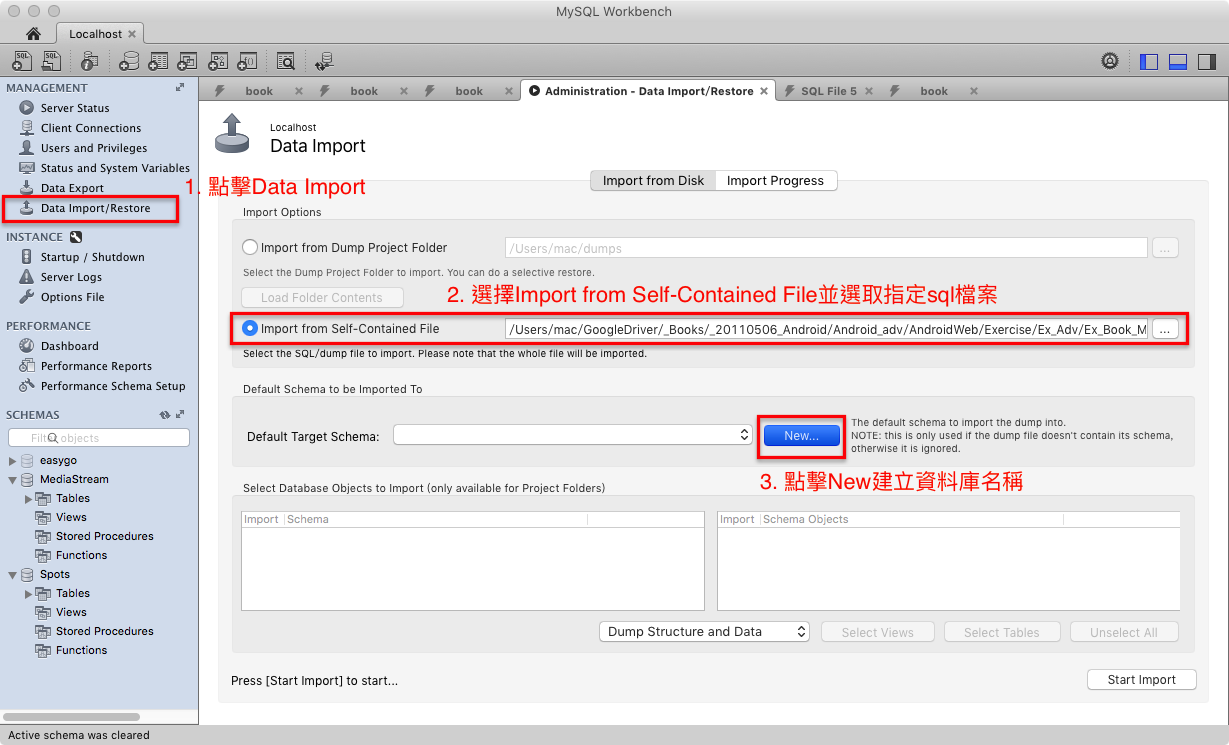 MySQL Workbench
Localhost
MANAGEMENT
Server Status
Client Connections
Users and Privileges
Status and System Variables
Data Export
Data Import/Restore
INSTANCE
Startup / Shutdown
Server Logs
Options File
PERFORMANCE
Dashboard
Performance Reports
Performance Schema Setup
SCHEMAS
Filter objects
easygo
MediaStream
Tables
Views
Stored Procedures
Functions
Spots
Tables
Views
Stored Procedures
Functions
book book book Administration - Data Import/Restore SQL File 5 book
Localhost
Data Import
1. 點擊Data Import
Import from Disk Import Progress
Import Options
Import from Dump Project Folder /Users/mac/dumps ...
Select the Dump Project Folder to import. You can do a selective restore.
Load Folder Contents
2. 選擇Import from Self-Contained File並選取指定sql檔案
Import from Self-Contained File /Users/mac/GoogleDriver/_Books/_20110506_Android/Android_adv/AndroidWeb/Exercise/Ex_Adv/Ex_Book_M ...
Select the SQL/dump file to import. Please note that the whole file will be imported.
Default Schema to be Imported To
Default Target Schema: New...
The default schema to import the dump into.
NOTE: this is only used if the dump file doesn't contain its schema,
otherwise it is ignored.
3. 點擊New建立資料庫名稱
Select Database Objects to Import (only available for Project Folders)
Import Schema Import Schema Objects
Dump Structure and Data Select Views Select Tables Unselect All
Press [Start Import] to start... Start Import
Active schema was cleared